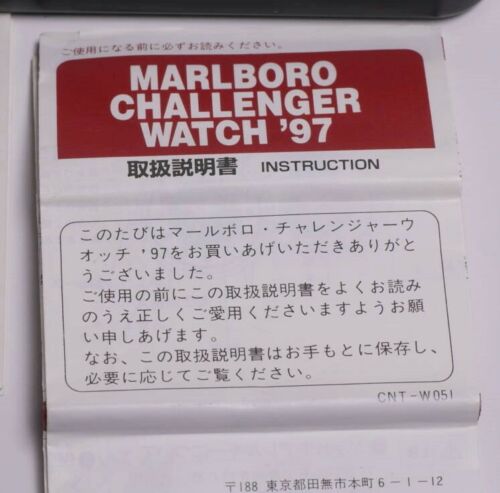 ご使用になる前に必ずお読みください。
MARLBORO
CHALLENGER
WATCH '97
取扱説明書 INSTRUCTION
このたびはマールボロ・チャレンジャーウ
オッチ '97をお買いあげいただきありがと
うございました。
ご使用の前にこの取扱説明書をよくお読み
のうえ正しくご愛用くださいますようお願
い申しあげます。
なお、この取扱説明書はお手もとに保存し、
必要に応じてご覧ください。
CNT-W051
〒188 東京都田無市本町6-1-12